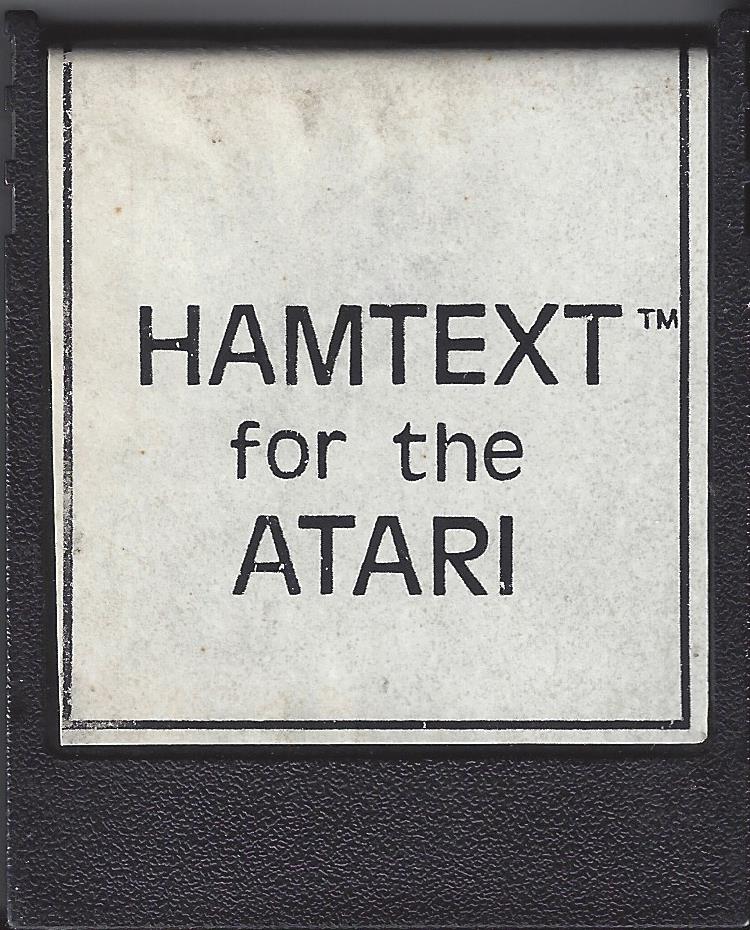 HAMTEXT™
for the
ATARI